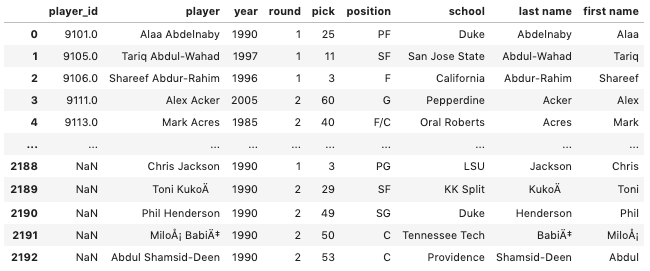 player_id player year round pick position school last name first name
0 9101.0 Alaa Abdelnaby 1990 1 25 PF Duke Abdelnaby Alaa
1 9105.0 Tariq Abdul-Wahad 1997 1 11 SF San Jose State Abdul-Wahad Tariq
2 9106.0 Shareef Abdur-Rahim 1996 1 3 F California Abdur-Rahim Shareef
3 9111.0 Alex Acker 2005 2 60 G Pepperdine Acker Alex
4 9113.0 Mark Acres 1985 2 40 F/C Oral Roberts Acres Mark
... ... ... ... ... ... ... ... ... ...
2188 NaN Chris Jackson 1990 1 3 PG LSU Jackson Chris
2189 NaN Toni KukoÄ 1990 2 29 SF KK Split KukoÄ Toni
2190 NaN Phil Henderson 1990 2 49 SG Duke Henderson Phil
2191 NaN MiloÅ¡ BabiÄ‡ 1990 2 50 C Tennessee Tech BabiÄ‡ MiloÅ¡
2192 NaN Abdul Shamsid-Deen 1990 2 53 C Providence Shamsid-Deen Abdul